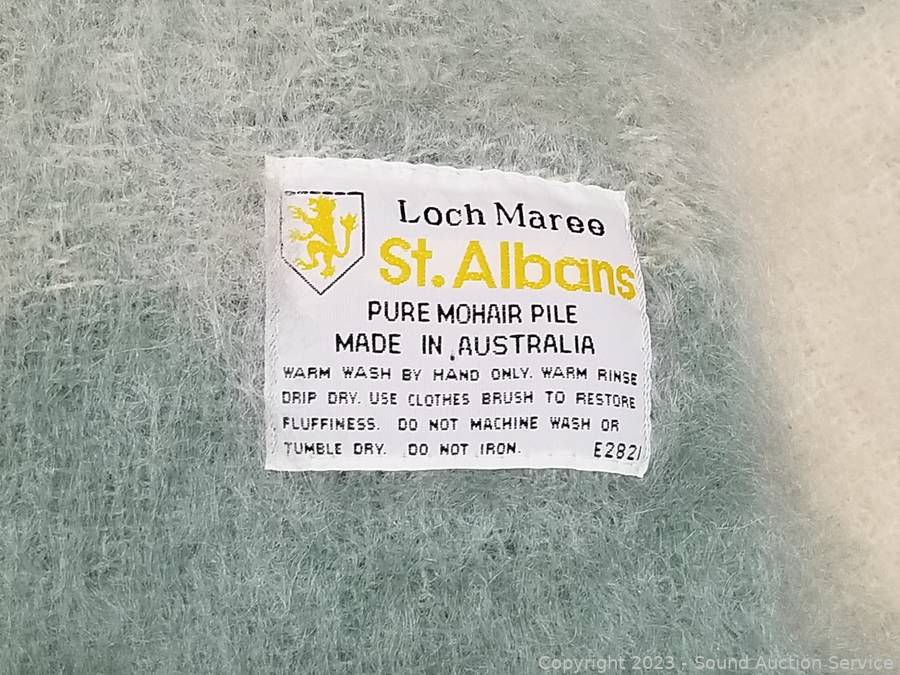 Loch Maree
St. Albans
PURE MOHAIR PILE
MADE IN AUSTRALIA
WARM WASH BY HAND ONLY. WARM RINSE
DRIP DRY. USE CLOTHES BRUSH TO RESTORE
FLUFFINESS. DO NOT MACHINE WASH OR
TUMBLE DRY. DO NOT IRON. E2821
Copyright 2023 - Sound Auction Service